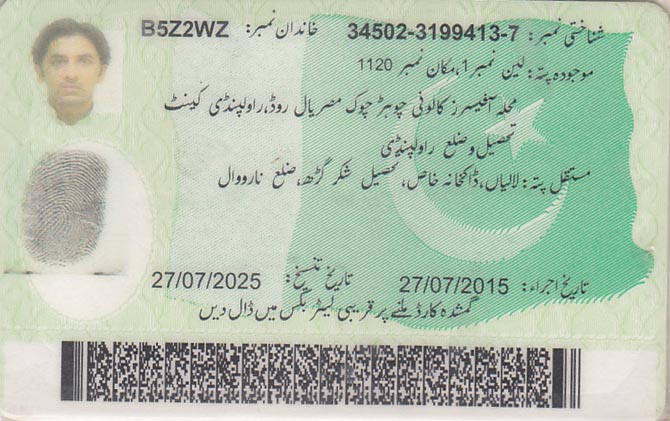 شناختی نمبر: 34502-3199413-7 خاندان نمبر: B5Z2WZ
موجودہ پتہ: لین نمبر 1، مکان نمبر 1120
محلہ آفیسرز کالونی چوہڑ چوک مصریال روڈ، راولپنڈی کینٹ
تحصیل و ضلع راولپنڈی
مستقل پتہ: لالیاں، ڈاکخانہ خاص، تحصیل شکر گڑھ، ضلع نارووال
تاریخ اجراء: 27/07/2015 تاریخ تنسیخ: 27/07/2025
گمشدہ کارڈ ملنے پر قریبی لیٹر بکس میں ڈال دیں